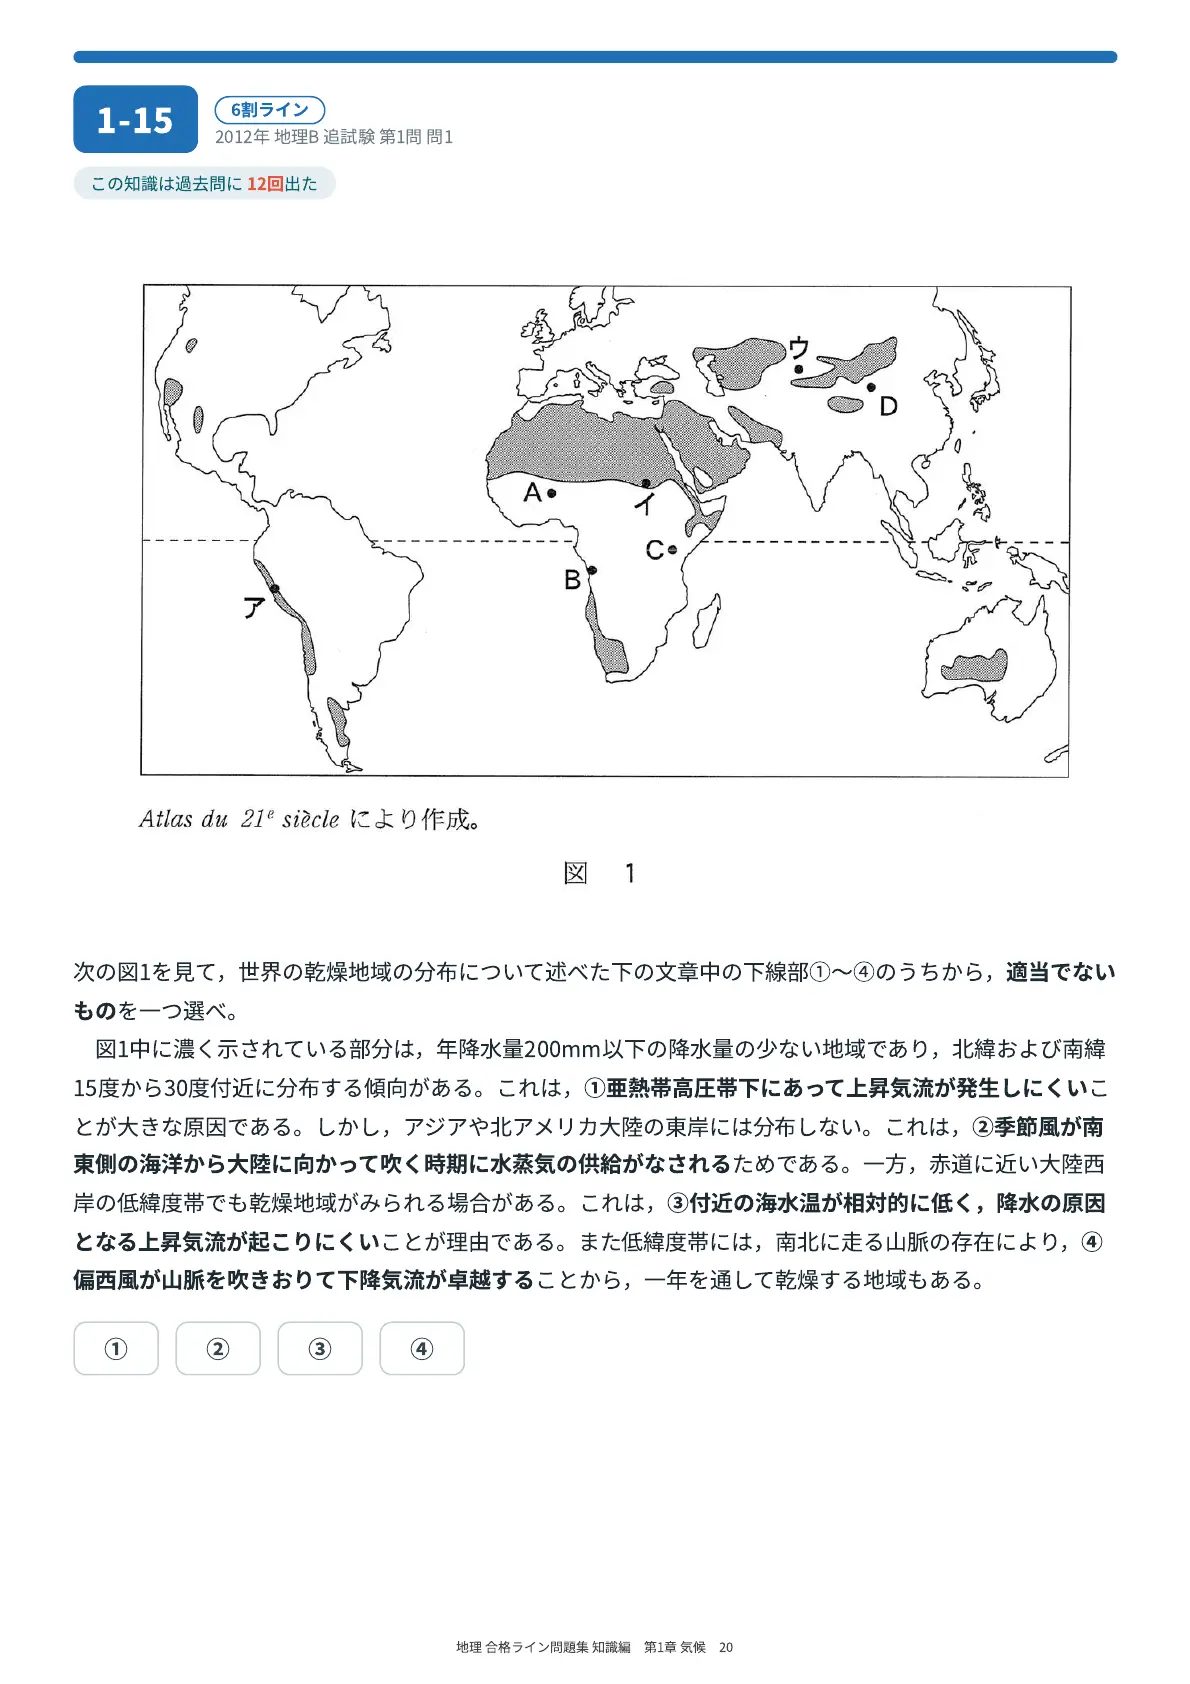 1-15
6割ライン
2012年 地理B 追試験 第1問 問1
この知識は過去問に 12回出た
ウ
D
A
イ
C
B
ア
Atlas du 21e siècle により作成。
図 1
次の図1を見て，世界の乾燥地域の分布について述べた下の文章中の下線部①～④のうちから，適当でない
ものを一つ選べ。
図1中に濃く示されている部分は，年降水量200mm以下の降水量の少ない地域であり，北緯および南緯
15度から30度付近に分布する傾向がある。これは，①亜熱帯高圧帯下にあって上昇気流が発生しにくいこ
とが大きな原因である。しかし，アジアや北アメリカ大陸の東岸には分布しない。これは，②季節風が南
東側の海洋から大陸に向かって吹く時期に水蒸気の供給がなされるためである。一方，赤道に近い大陸西
岸の低緯度帯でも乾燥地域がみられる場合がある。これは，③付近の海水温が相対的に低く，降水の原因
となる上昇気流が起こりにくいことが理由である。また低緯度帯には，南北に走る山脈の存在により，④
偏西風が山脈を吹きおりて下降気流が卓越することから，一年を通して乾燥する地域もある。
① ② ③ ④
地理 合格ライン問題集 知識編 第1章 気候 20